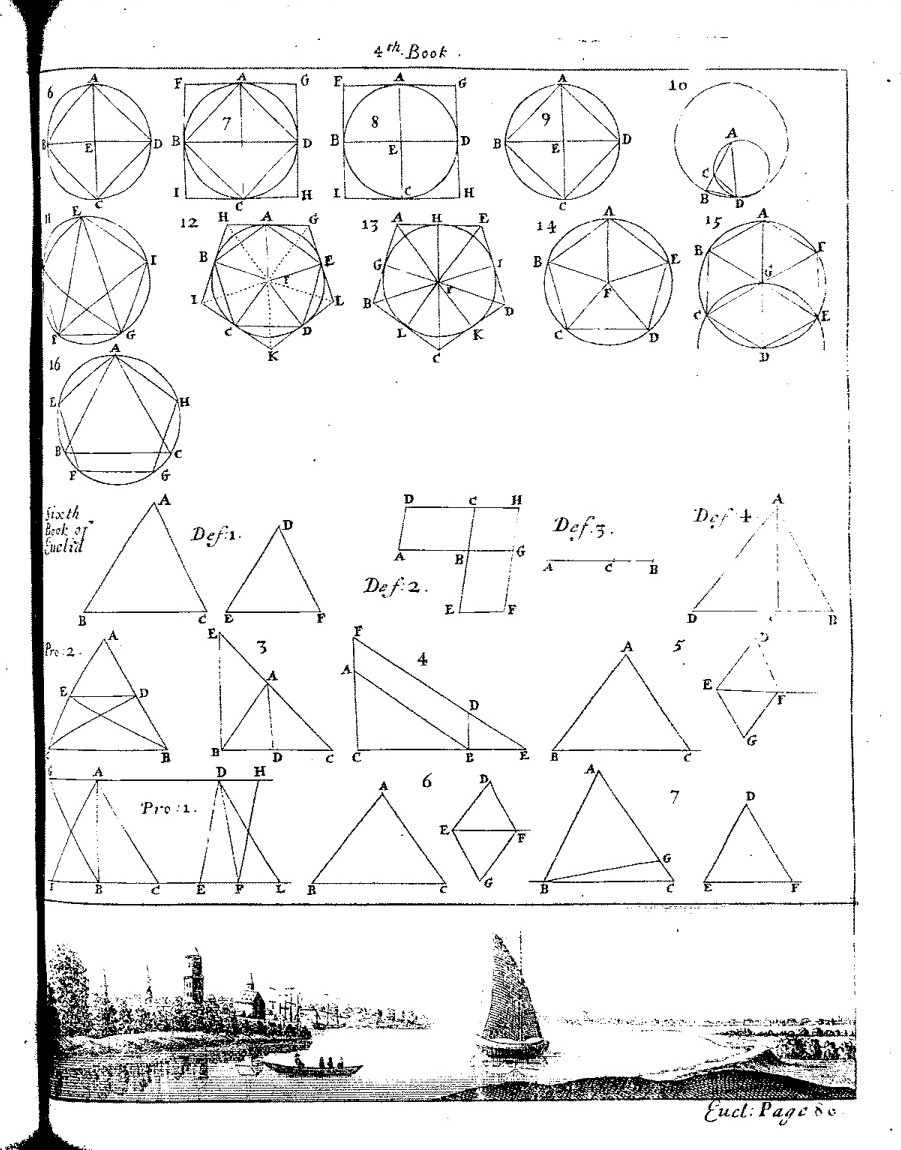 4th. Book.
6 A B E D C
F A G 7 B D I C H
F A G 8 B E D I C H
A 9 B E D C
10 A C B D
11 E I F G
12 H A G B E F I L C D K
13 A H E G I F B D L K C
14 A B E F C D
15 A B F G C E D
16 A E H B C F G
Sixth
Book of
Euclid
A Def:1. B C D E F
D C H A B G Def:2. E F
Def.3. A C B
Def 4. A D B
Pro:2. A E D B
E 3 A B D C
F 4 A D C B E
5 A B C D E F G
G A D H Pro:1. I B C E F L
6 A B C D E F G
7 A G B C D E F
Eucl: Page 80